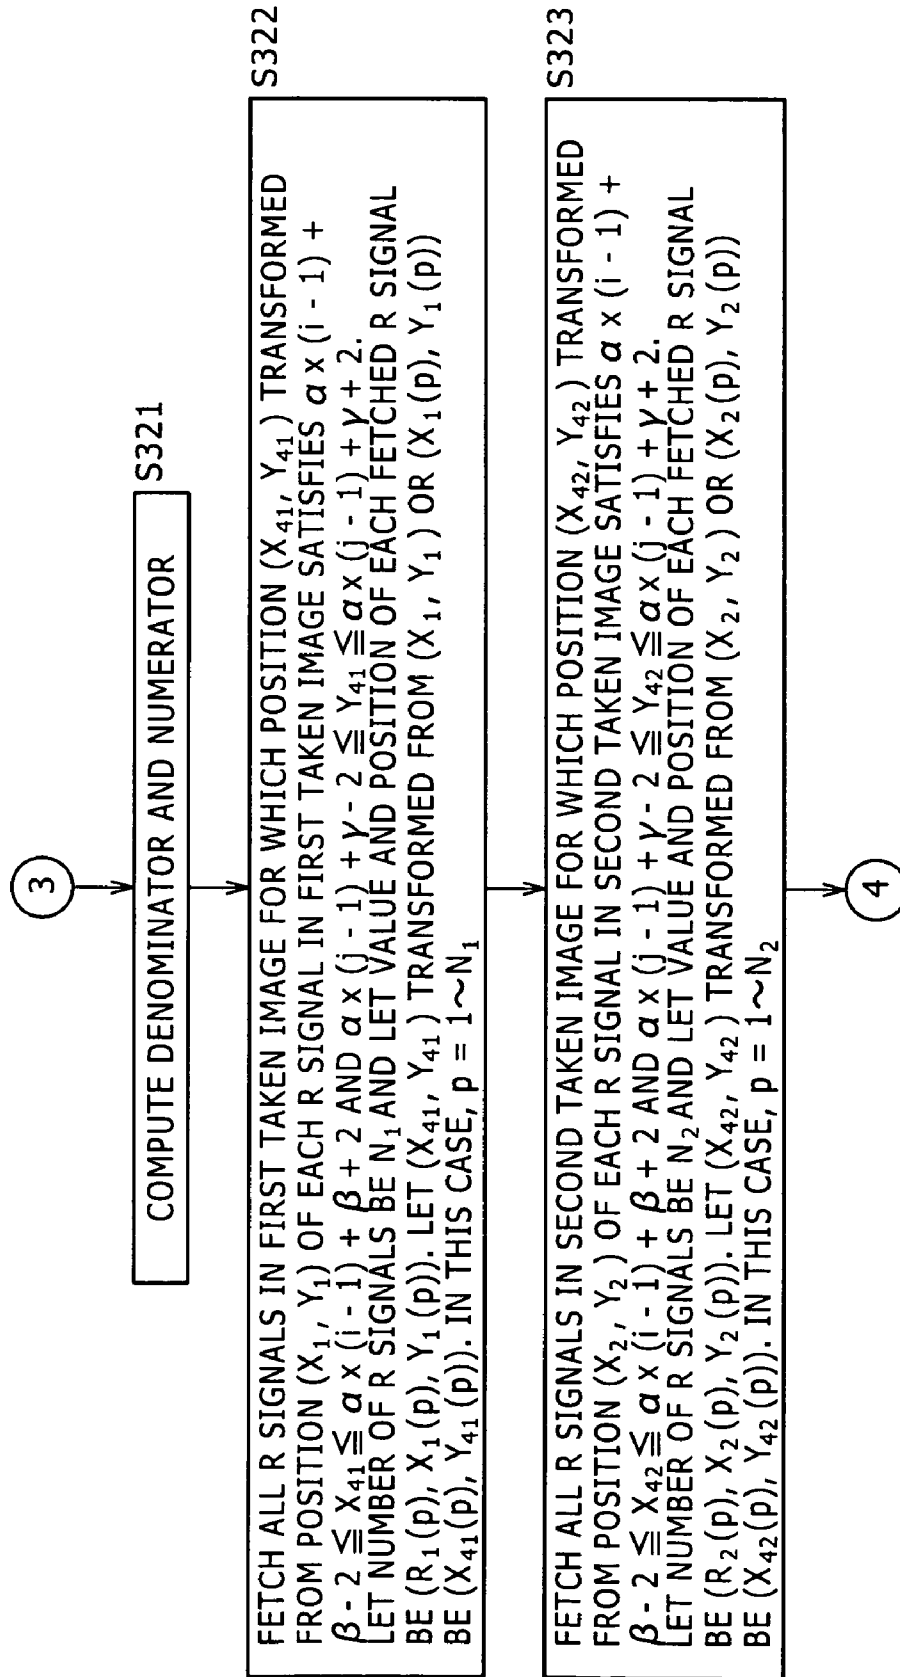 3
S321
COMPUTE DENOMINATOR AND NUMERATOR
S322
FETCH ALL R SIGNALS IN FIRST TAKEN IMAGE FOR WHICH POSITION (X₄₁, Y₄₁) TRANSFORMED
FROM POSITION (X₁, Y₁) OF EACH R SIGNAL IN FIRST TAKEN IMAGE SATISFIES α x (i - 1) +
β - 2 ≦ X₄₁ ≦ α x (i - 1) + β + 2 AND α x (j - 1) + γ - 2 ≦ Y₄₁ ≦ α x (j - 1) + γ + 2.
LET NUMBER OF R SIGNALS BE N₁ AND LET VALUE AND POSITION OF EACH FETCHED R SIGNAL
BE (R₁(p), X₁(p), Y₁(p)). LET (X₄₁, Y₄₁) TRANSFORMED FROM (X₁, Y₁) OR (X₁(p), Y₁(p))
BE (X₄₁(p), Y₄₁(p)). IN THIS CASE, p = 1~N₁
S323
FETCH ALL R SIGNALS IN SECOND TAKEN IMAGE FOR WHICH POSITION (X₄₂, Y₄₂) TRANSFORMED
FROM POSITION (X₂, Y₂) OF EACH R SIGNAL IN SECOND TAKEN IMAGE SATISFIES α x (i - 1) +
β - 2 ≦ X₄₂ ≦ α x (i - 1) + β + 2 AND α x (j - 1) + γ - 2 ≦ Y₄₂ ≦ α x (j - 1) + γ + 2.
LET NUMBER OF R SIGNALS BE N₂ AND LET VALUE AND POSITION OF EACH FETCHED R SIGNAL
BE (R₂(p), X₂(p), Y₂(p)). LET (X₄₂, Y₄₂) TRANSFORMED FROM (X₂, Y₂) OR (X₂(p), Y₂(p))
BE (X₄₂(p), Y₄₂(p)). IN THIS CASE, p = 1~N₂
4